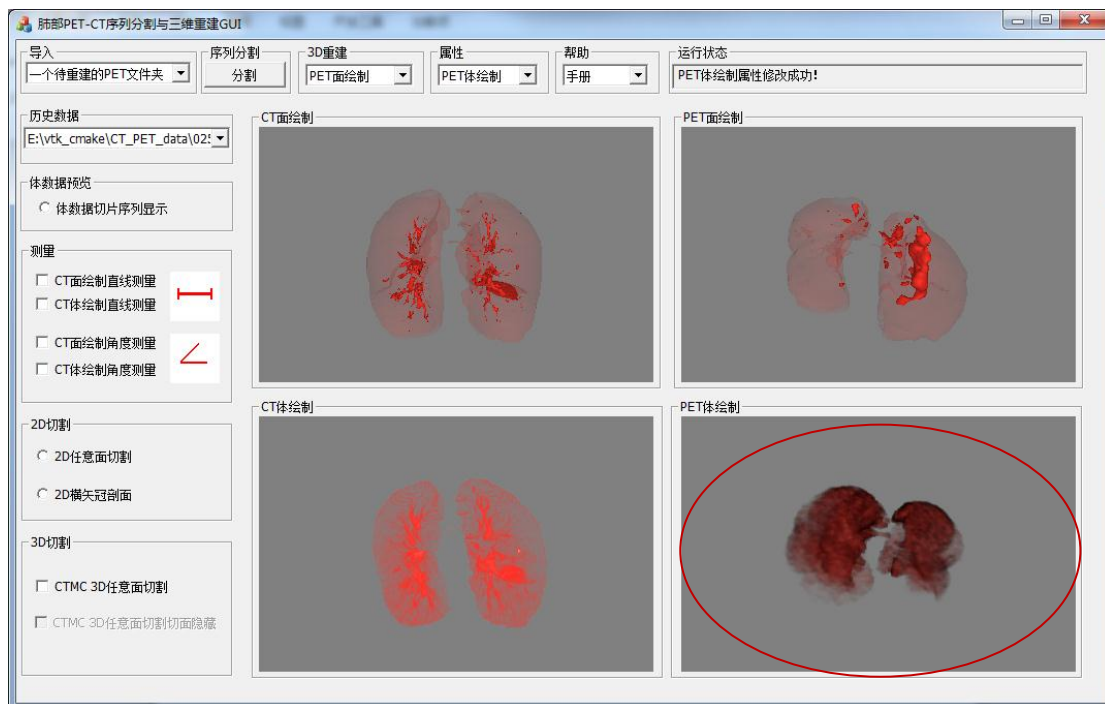 肺部PET-CT序列分割与三维重建GUI
导入
序列分割
3D重建
属性
帮助
运行状态
一个待重建的PET文件夹
分割
PET面绘制
PET体绘制
手册
PET体绘制属性修改成功!
历史数据
E:\vtk_cmake\CT_PET_data\025
体数据预览
体数据切片序列显示
测量
CT面绘制直线测量
CT体绘制直线测量
CT面绘制角度测量
CT体绘制角度测量
2D切割
2D任意面切割
2D横矢冠剖面
3D切割
CTMC 3D任意面切割
CTMC 3D任意面切割切面隐藏
CT面绘制
PET面绘制
CT体绘制
PET体绘制